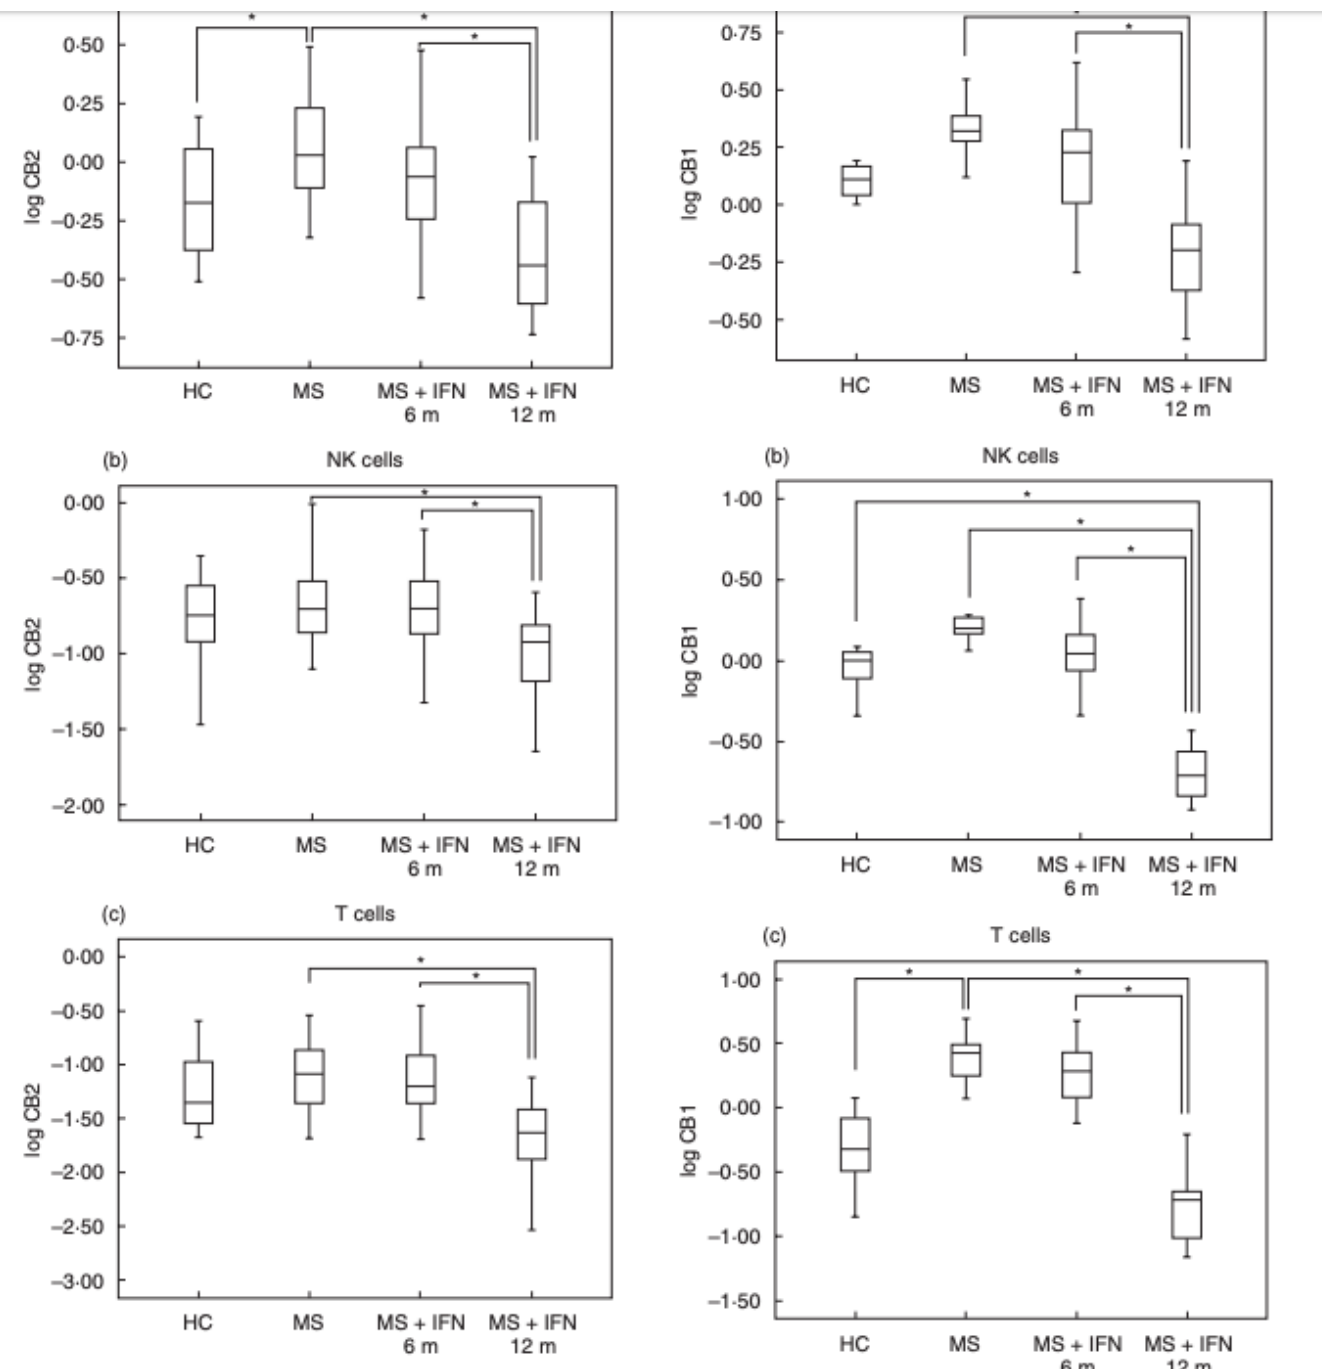 *
*
*
0·50
0·25
0·00
–0·25
–0·50
–0·75
log CB2
HC
MS
MS + IFN
6 m
MS + IFN
12 m
*
0·75
0·50
0·25
0·00
–0·25
–0·50
log CB1
HC
MS
MS + IFN
6 m
MS + IFN
12 m
(b)
NK cells
*
*
0·00
–0·50
–1·00
–1·50
–2·00
log CB2
HC
MS
MS + IFN
6 m
MS + IFN
12 m
(b)
NK cells
*
*
*
1·00
0·50
0·00
–0·50
–1·00
log CB1
HC
MS
MS + IFN
6 m
MS + IFN
12 m
(c)
T cells
*
*
0·00
–0·50
–1·00
–1·50
–2·00
–2·50
–3·00
log CB2
HC
MS
MS + IFN
6 m
MS + IFN
12 m
(c)
T cells
*
*
*
1·00
0·50
0·00
–0·50
–1·00
–1·50
log CB1
HC
MS
MS + IFN
6 m
MS + IFN
12 m